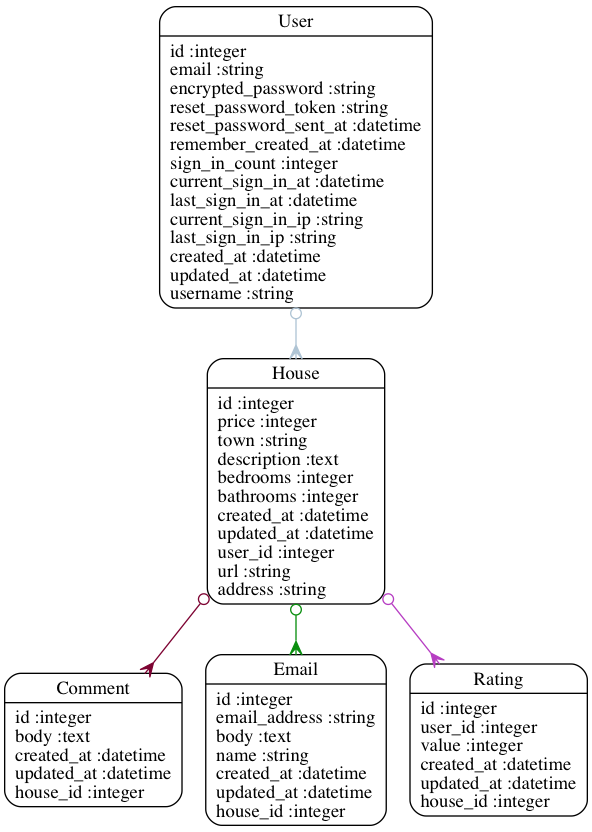 User
id :integer
email :string
encrypted_password :string
reset_password_token :string
reset_password_sent_at :datetime
remember_created_at :datetime
sign_in_count :integer
current_sign_in_at :datetime
last_sign_in_at :datetime
current_sign_in_ip :string
last_sign_in_ip :string
created_at :datetime
updated_at :datetime
username :string
House
id :integer
price :integer
town :string
description :text
bedrooms :integer
bathrooms :integer
created_at :datetime
updated_at :datetime
user_id :integer
url :string
address :string
Comment
id :integer
body :text
created_at :datetime
updated_at :datetime
house_id :integer
Email
id :integer
email_address :string
body :text
name :string
created_at :datetime
updated_at :datetime
house_id :integer
Rating
id :integer
user_id :integer
value :integer
created_at :datetime
updated_at :datetime
house_id :integer